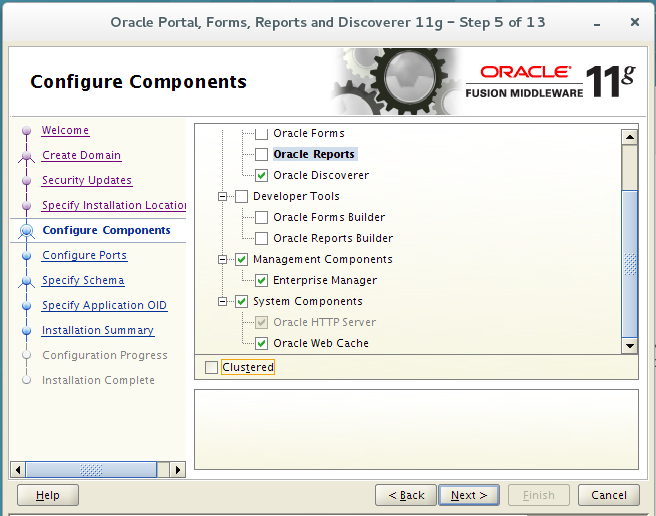 Oracle Portal, Forms, Reports and Discoverer 11g – Step 5 of 13
Configure Components
ORACLE
FUSION MIDDLEWARE 11g
Welcome
Create Domain
Security Updates
Specify Installation Location
Configure Components
Configure Ports
Specify Schema
Specify Application OID
Installation Summary
Configuration Progress
Installation Complete
Oracle Forms
Oracle Reports
Oracle Discoverer
Developer Tools
Oracle Forms Builder
Oracle Reports Builder
Management Components
Enterprise Manager
System Components
Oracle HTTP Server
Oracle Web Cache
Clustered
Help
< Back
Next >
Finish
Cancel